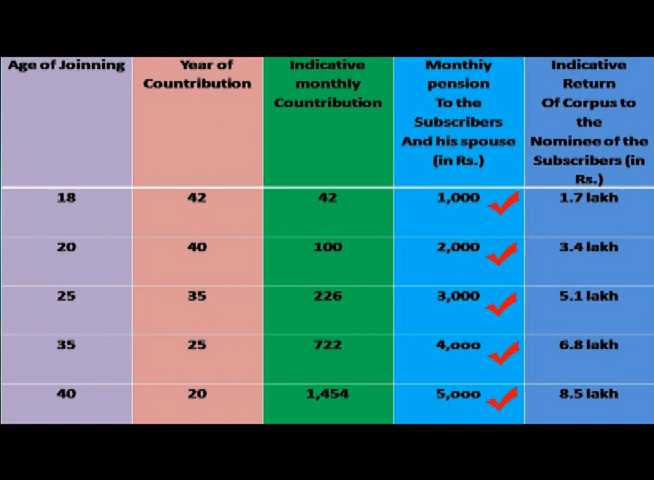 Age of Joinning
Year of
Countribution
Indicative
monthly
Countribution
Monthiy
pension
To the
Subscribers
And his spouse
(in Rs.)
Indicative
Return
Of Corpus to
the
Nominee of the
Subscribers (in
Rs.)
18 42 42 1,000 1.7 lakh
20 40 100 2,000 3.4 lakh
25 35 226 3,000 5.1 lakh
35 25 722 4,000 6.8 lakh
40 20 1,454 5,000 8.5 lakh